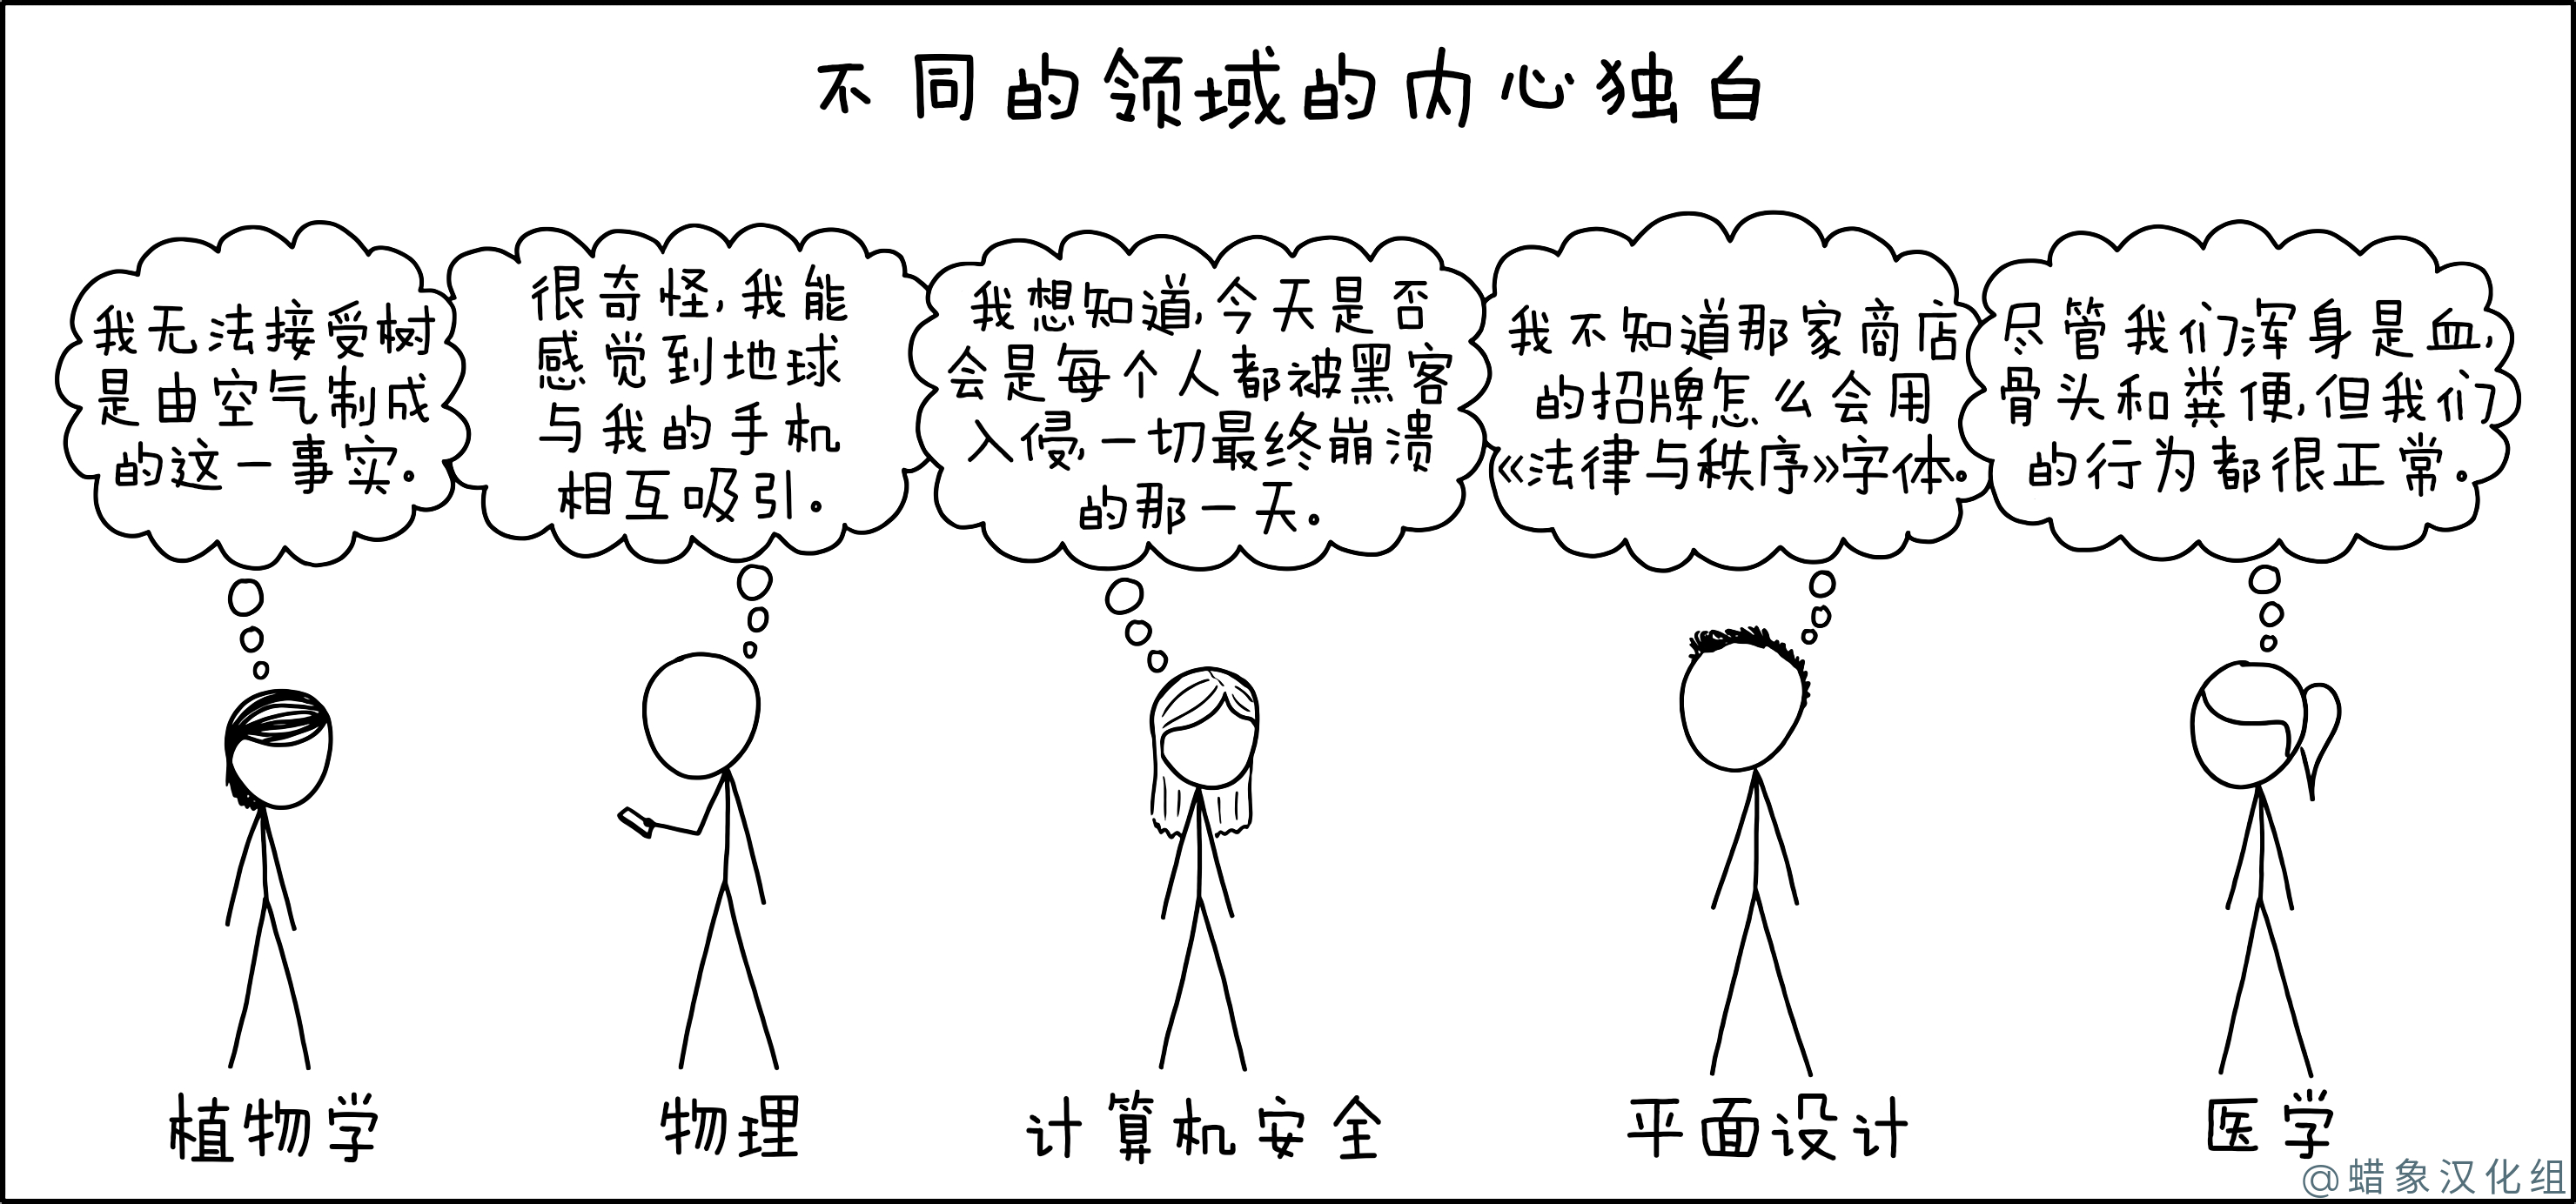 不同的领域的内心独白
我无法接受树
是由空气制成
的这一事实。
很奇怪,我能
感觉到地球
与我的手机
相互吸引。
我想知道,今天是否
会是每个人都被黑客
入侵,一切最终崩溃
的那一天。
我不知道那家商店
的招牌怎么会用
《法律与秩序》字体。
尽管我们浑身是血,
骨头和粪便,但我们
的行为都很正常。
植物学
物理
计算机安全
平面设计
医学
@蜡象汉化组